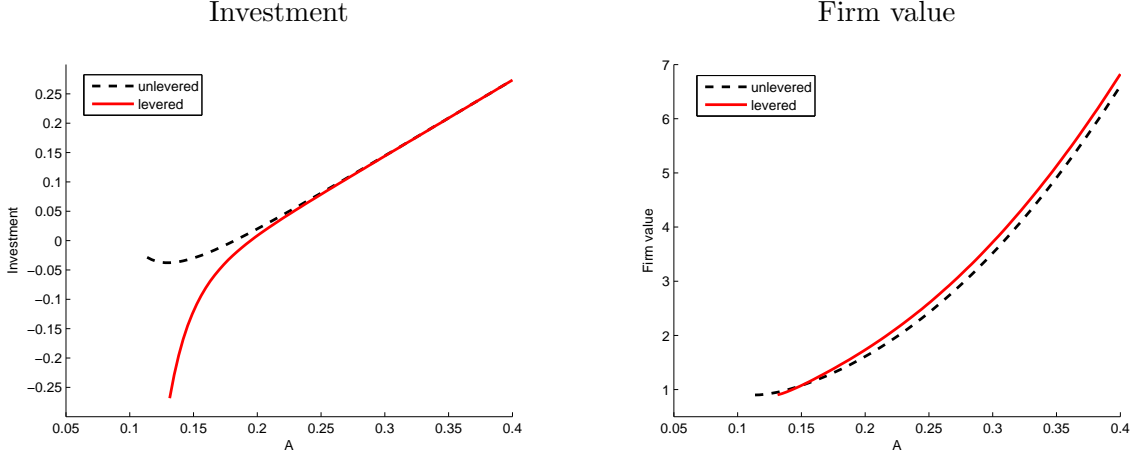 Investment
unlevered
levered
0.25
0.2
0.15
0.1
0.05
0
−0.05
−0.1
−0.15
−0.2
−0.25
Investment
0.05 0.1 0.15 0.2 0.25 0.3 0.35 0.4
A
Firm value
unlevered
levered
7
6
5
4
3
2
1
Firm value
0.05 0.1 0.15 0.2 0.25 0.3 0.35 0.4
A